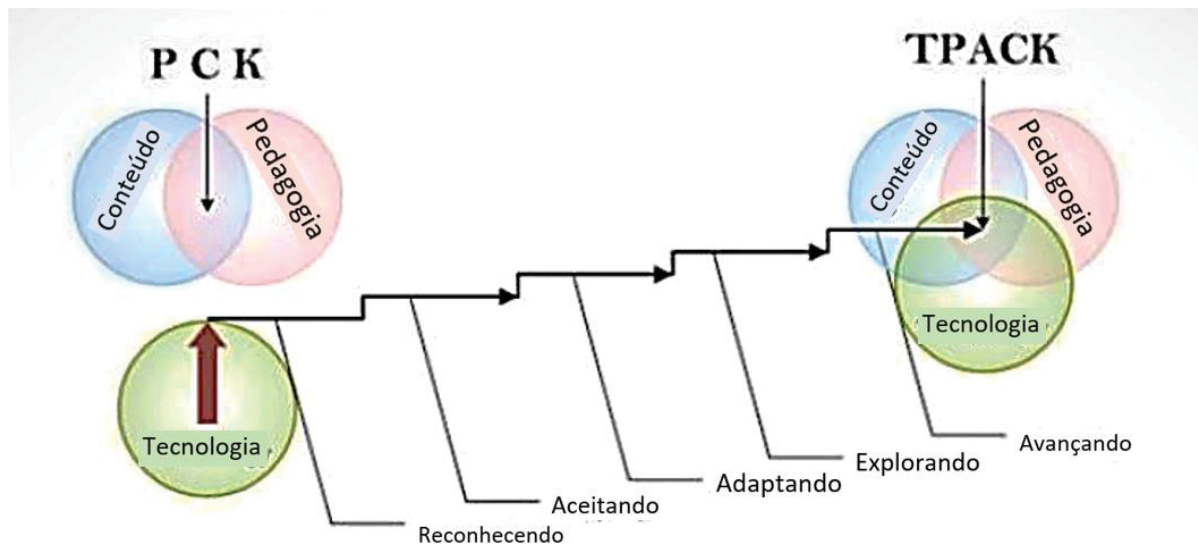 P C K
Conteúdo
Pedagogia
Tecnologia
TPACK
Conteúdo
Pedagogia
Tecnologia
Reconhecendo
Aceitando
Adaptando
Explorando
Avançando